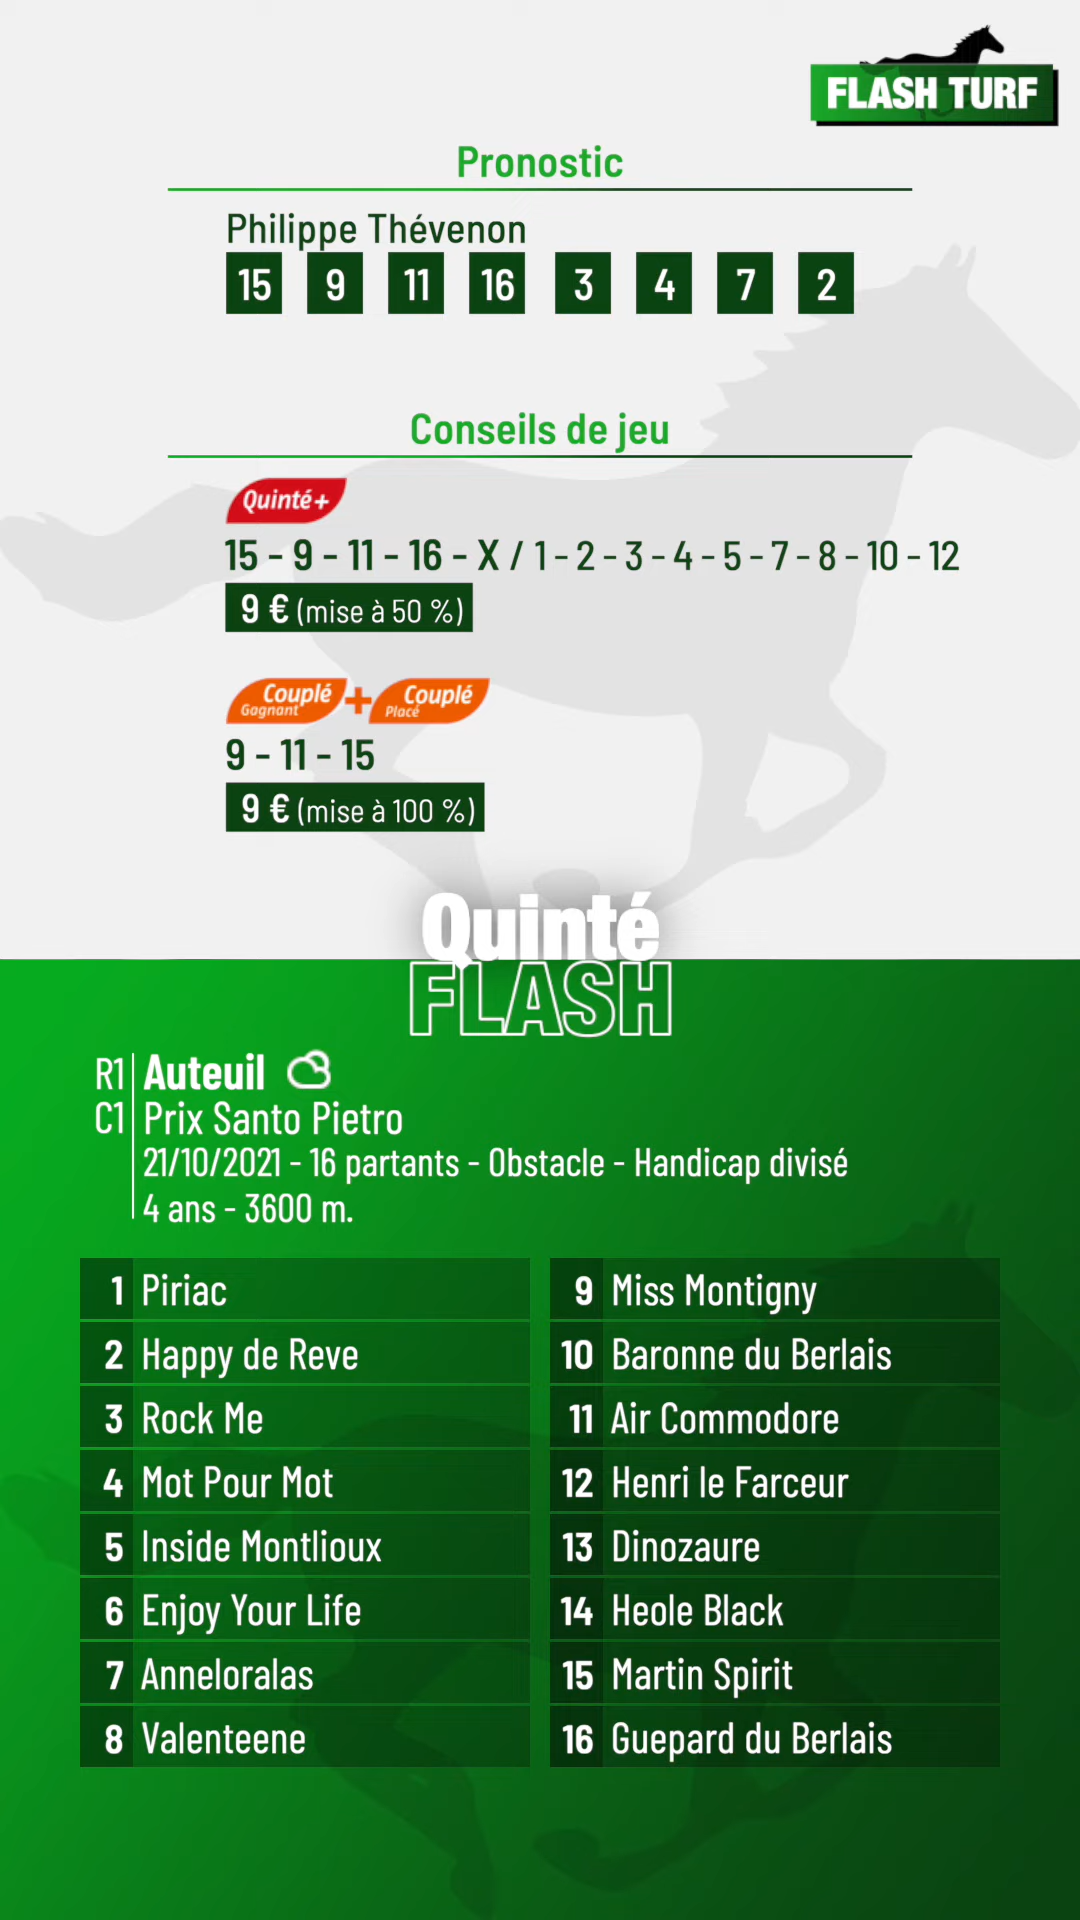 FLASH TURF
Pronostic
Philippe Thévenon
15 9 11 16 3 4 7 2
Conseils de jeu
Quinté+
15 - 9 - 11 - 16 - X / 1 - 2 - 3 - 4 - 5 - 7 - 8 - 10 - 12
9 € (mise à 50 %)
Couplé Gagnant + Couplé Placé
9 - 11 - 15
9 € (mise à 100 %)
Quinté
FLASH
R1 Auteuil
C1 Prix Santo Pietro
21/10/2021 - 16 partants - Obstacle - Handicap divisé
4 ans - 3600 m.
1 Piriac
2 Happy de Reve
3 Rock Me
4 Mot Pour Mot
5 Inside Montlioux
6 Enjoy Your Life
7 Anneloralas
8 Valenteene
9 Miss Montigny
10 Baronne du Berlais
11 Air Commodore
12 Henri le Farceur
13 Dinozaure
14 Heole Black
15 Martin Spirit
16 Guepard du Berlais